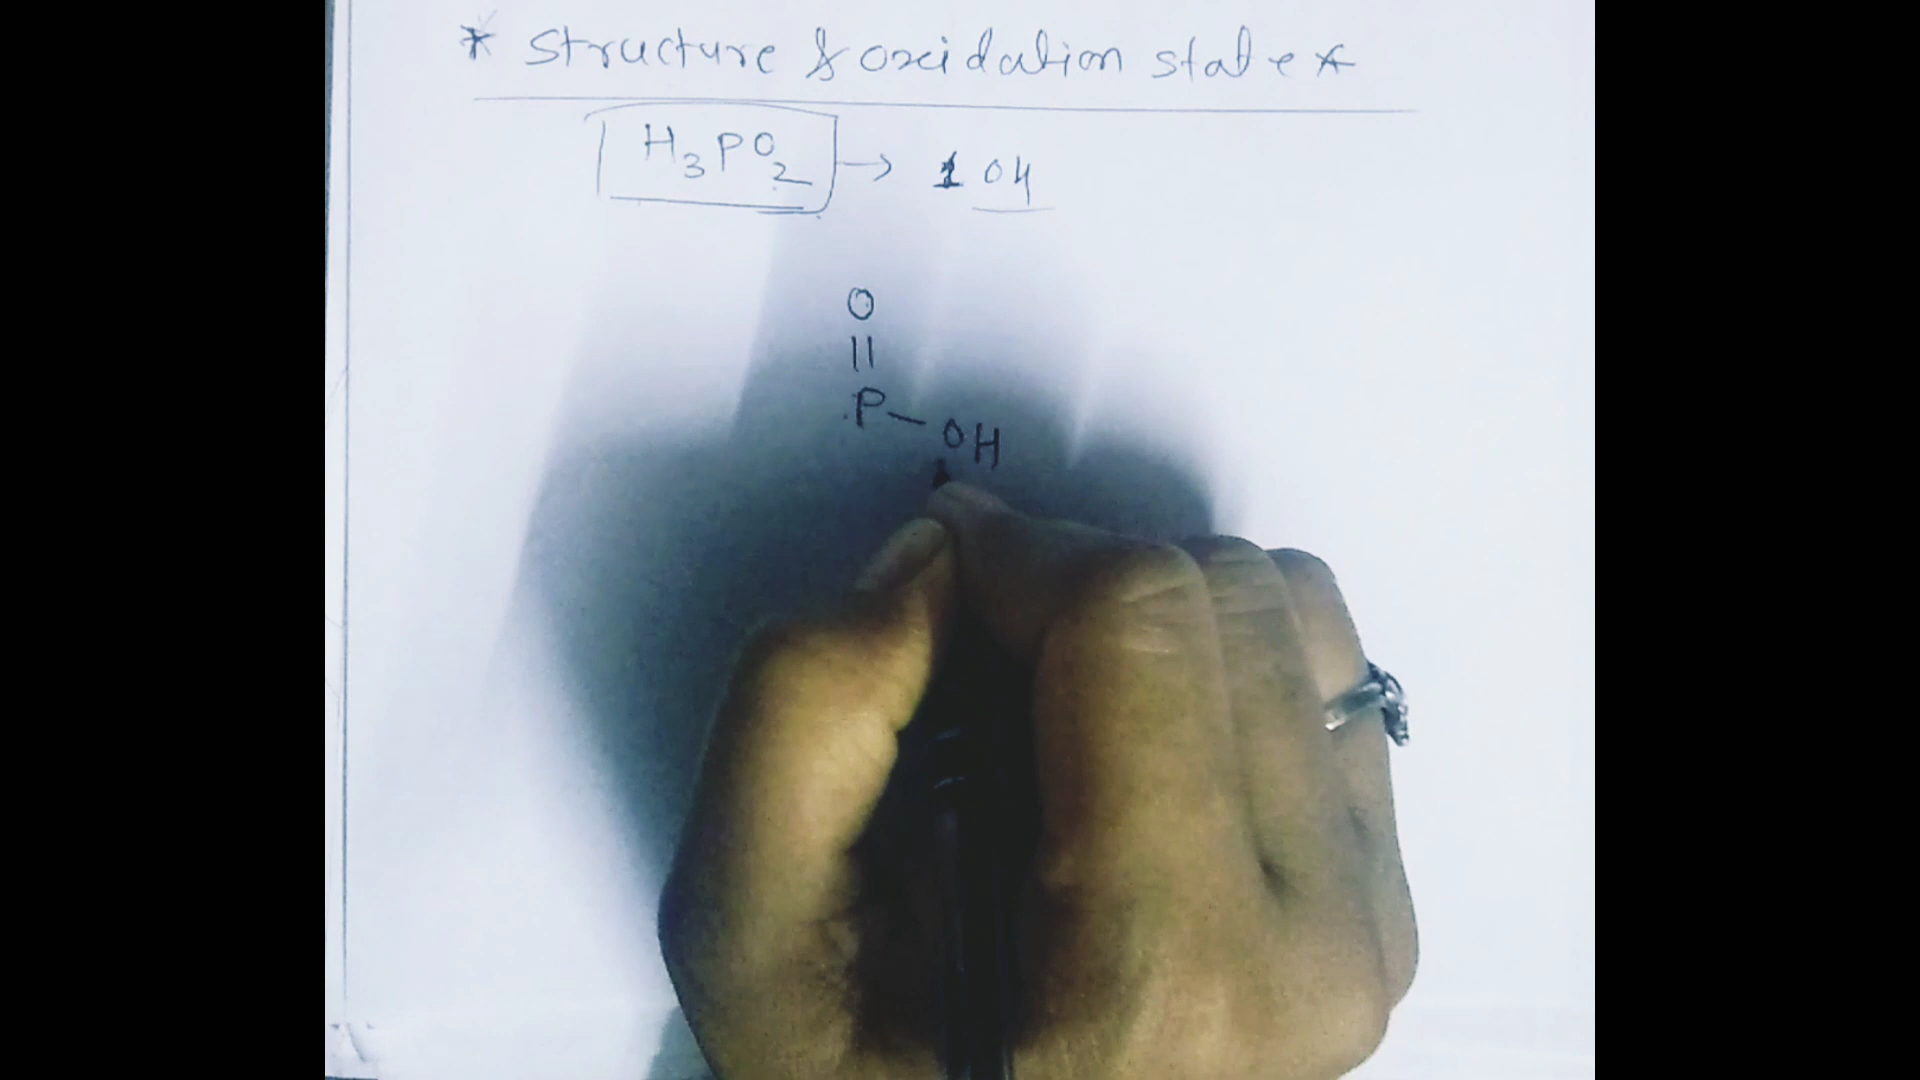 * Structure & oxidation state *
H3PO2 → 1 OH
O
||
P-OH